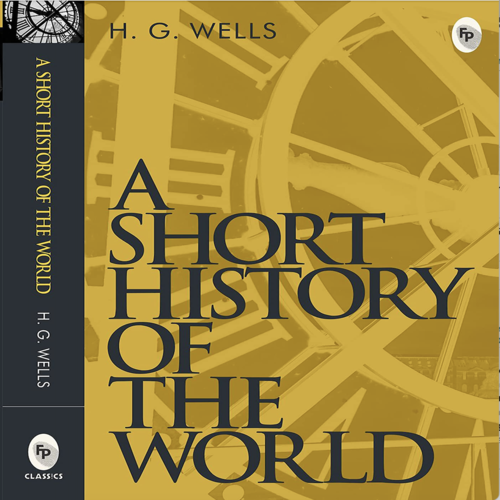 A SHORT HISTORY OF THE WORLD
H. G. WELLS
FP
CLASSICS
H. G. WELLS
FP
A
SHORT
HISTORY
OF
THE
WORLD